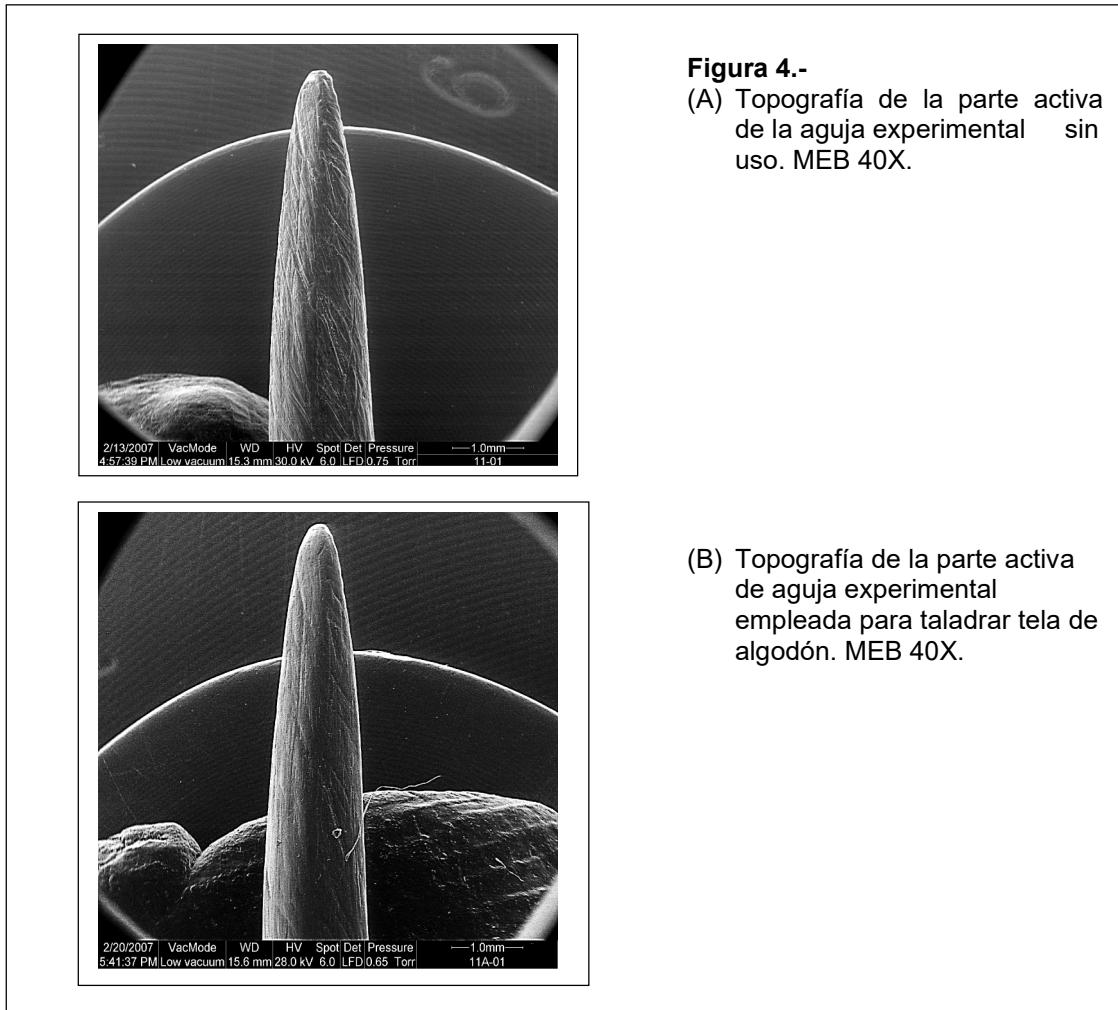 Figura 4.-
(A) Topografía de la parte activa
de la aguja experimental sin
uso. MEB 40X.
2/13/2007 VacMode WD HV Spot Det Pressure 1.0mm
4:57:39 PM Low vacuum 15.3 mm 30.0 kV 6.0 LFD 0.75 Torr 11-01
(B) Topografía de la parte activa
de aguja experimental
empleada para taladrar tela de
algodón. MEB 40X.
2/20/2007 VacMode WD HV Spot Det Pressure 1.0mm
5:41:37 PM Low vacuum 15.6 mm 28.0 kV 6.0 LFD 0.65 Torr 11A-01